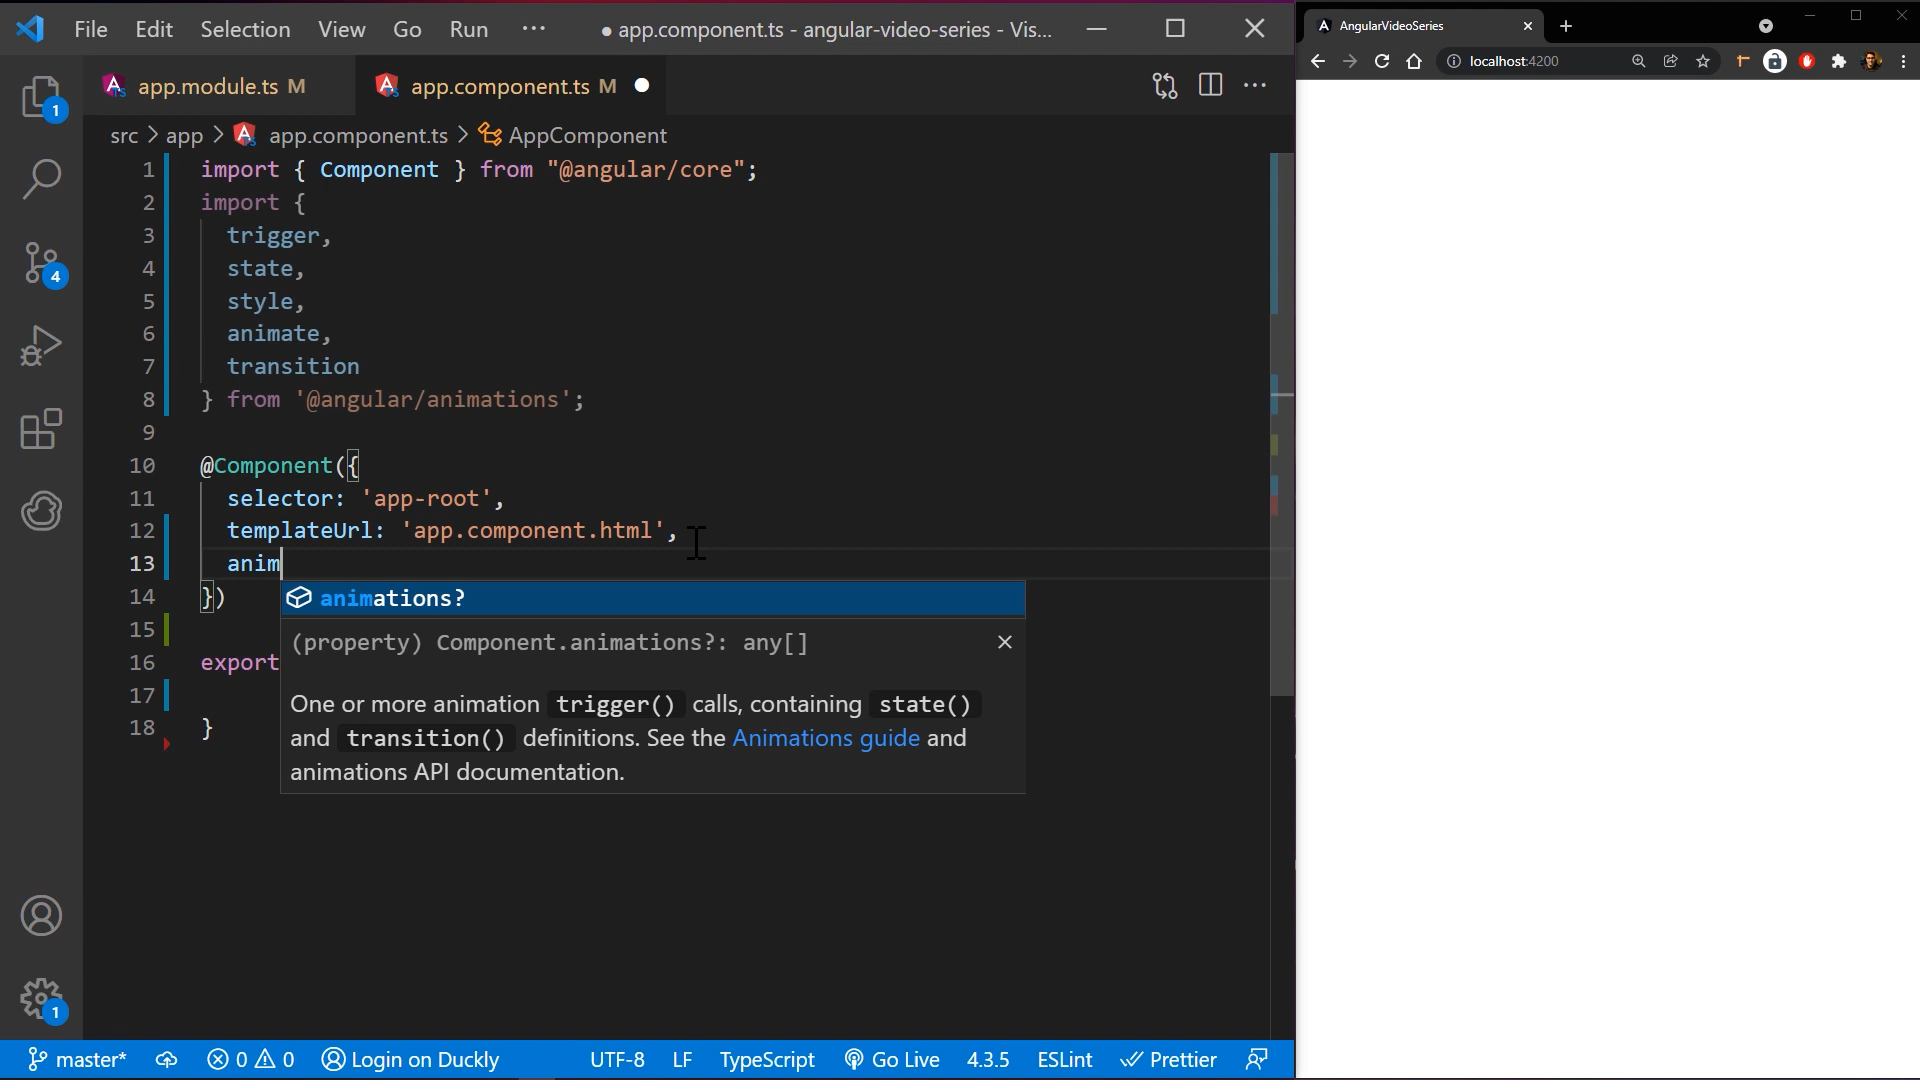 File Edit Selection View Go Run ··· ● app.component.ts - angular-video-series - Vis...
app.module.ts M app.component.ts M
src > app > app.component.ts > AppComponent
1 import { Component } from "@angular/core";
2 import {
3 trigger,
4 state,
5 style,
6 animate,
7 transition
8 } from '@angular/animations';
9
10 @Component({
11 selector: 'app-root',
12 templateUrl: 'app.component.html',
13 anim
14 })
animations?
15
(property) Component.animations?: any[]
16 export
17
One or more animation trigger() calls, containing state()
18 }
and transition() definitions. See the Animations guide and
animations API documentation.
1
4
1
master* 0 0 Login on Duckly UTF-8 LF TypeScript Go Live 4.3.5 ESLint Prettier
AngularVideoSeries
localhost:4200